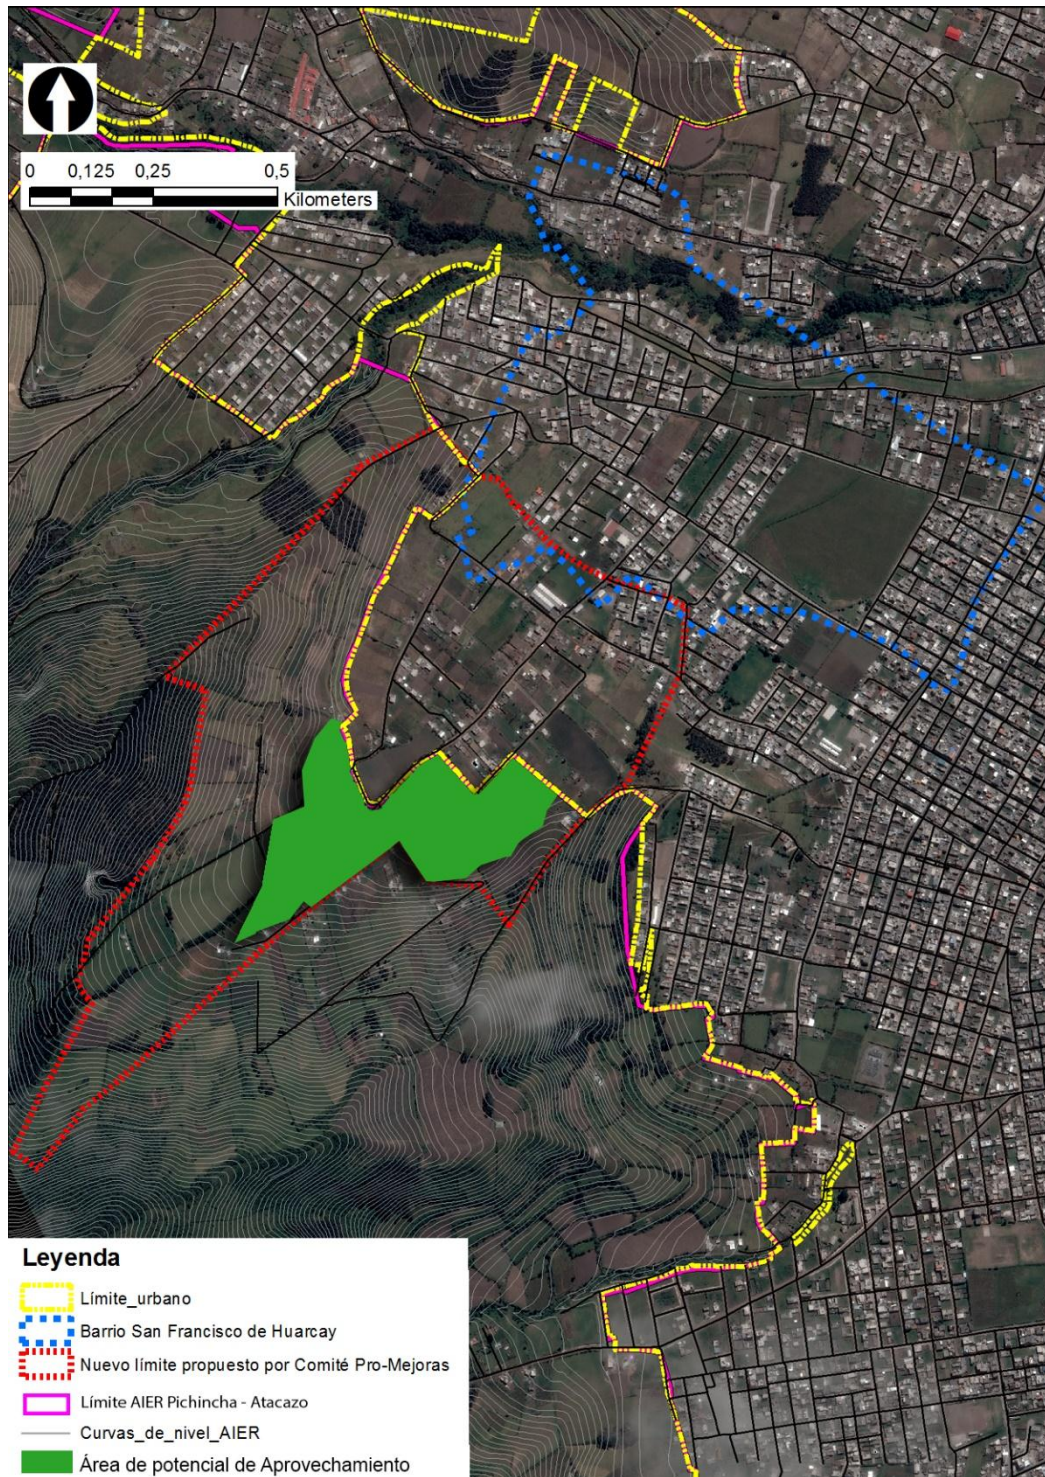 0 0,125 0,25 0,5
Kilometers
Leyenda
Límite_urbano
Barrio San Francisco de Huarcay
Nuevo límite propuesto por Comité Pro-Mejoras
Límite AIER Pichincha - Atacazo
Curvas_de_nivel_AIER
Área de potencial de Aprovechamiento